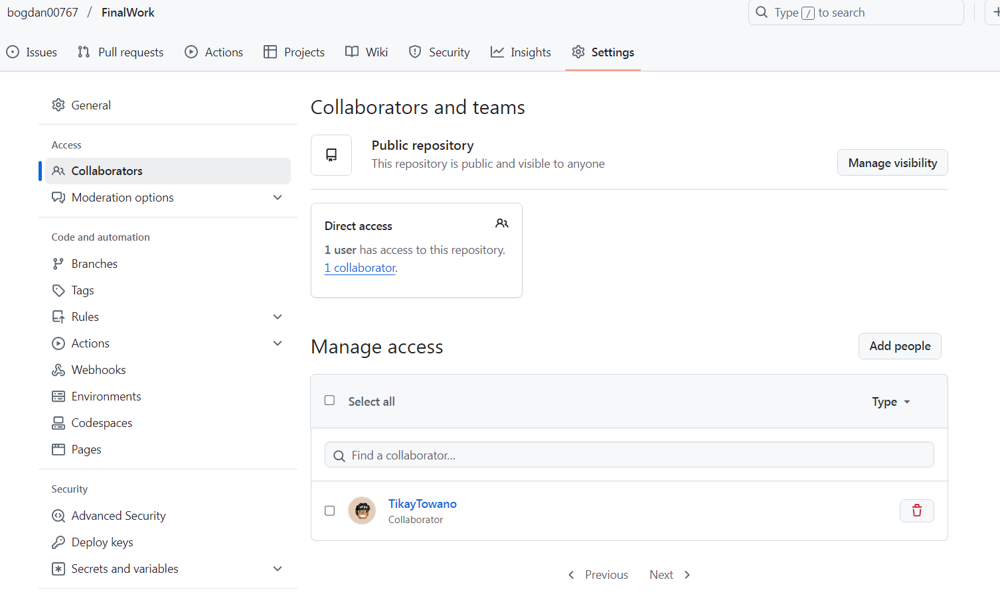 bogdan00767 / FinalWork
Type / to search
Issues
Pull requests
Actions
Projects
Wiki
Security
Insights
Settings
General
Access
Collaborators
Moderation options
Code and automation
Branches
Tags
Rules
Actions
Webhooks
Environments
Codespaces
Pages
Security
Advanced Security
Deploy keys
Secrets and variables
Collaborators and teams
Public repository
This repository is public and visible to anyone
Manage visibility
Direct access
1 user has access to this repository.
1 collaborator.
Manage access
Add people
Select all
Type
Find a collaborator...
TikayTowano
Collaborator
Previous
Next